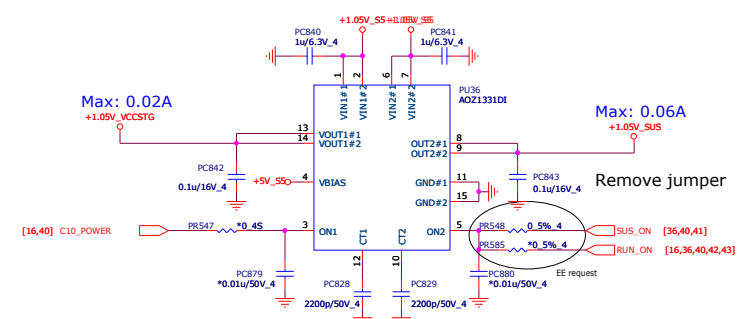 +1.05V_S5
+1.05V_S5
PC840
1u/6.3V_4
PC841
1u/6.3V_4
1
2
6
7
VIN1#1
VIN1#2
VIN2#1
VIN2#2
PU36
AOZ1331DI
Max: 0.02A
+1.05V_VCCSTG
Max: 0.06A
+1.05V_SUS
13
14
VOUT1#1
VOUT1#2
OUT2#1
OUT2#2
8
9
PC842
0.1u/16V_4
PC843
0.1u/16V_4
Remove jumper
+5V_S5
4
VBIAS
GND#1
GND#2
11
15
[16,40]
C10_POWER
PR547
*0_4S
3
ON1
CT1
CT2
ON2
5
PR548
0_5%_4
SUS_ON
[36,40,41]
PR585
*0_5%_4
RUN_ON
[16,36,40,42,43]
EE request
12
10
PC879
*0.01u/50V_4
PC828
2200p/50V_4
PC829
2200p/50V_4
PC880
*0.01u/50V_4